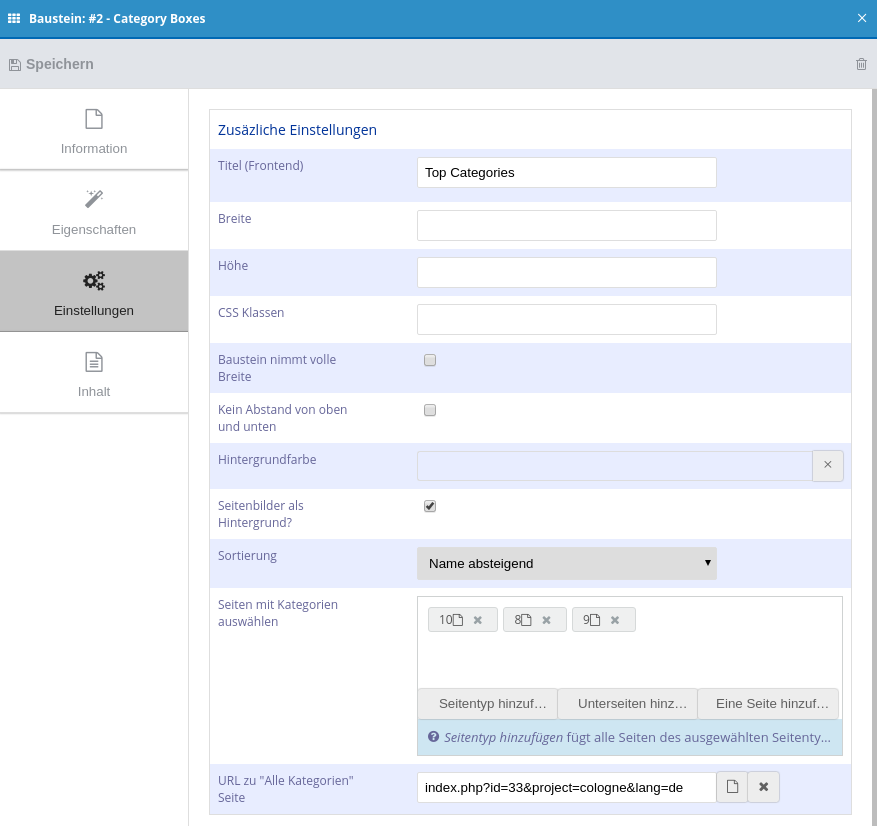 Baustein: #2 - Category Boxes
Speichern
Information
Eigenschaften
Einstellungen
Inhalt
Zusäzliche Einstellungen
Titel (Frontend)
Top Categories
Breite
Höhe
CSS Klassen
Baustein nimmt volle
Breite
Kein Abstand von oben
und unten
Hintergrundfarbe
Seitenbilder als
Hintergrund?
Sortierung
Name absteigend
Seiten mit Kategorien
auswählen
10
8
9
Seitentyp hinzuf…
Unterseiten hinz…
Eine Seite hinzuf…
Seitentyp hinzufügen fügt alle Seiten des ausgewählten Seitenty...
URL zu "Alle Kategorien"
Seite
index.php?id=33&project=cologne&lang=de